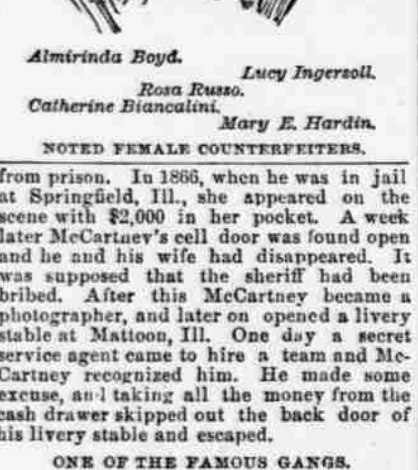 Almirinda Boyd.
Lucy Ingersoll.
Rosa Russo.
Catherine Biancalini.
Mary E. Hardin.
NOTED FEMALE COUNTERFEITERS.
from prison. In 1866, when he was in jail
at Springfield, Ill., she appeared on the
scene with $2,000 in her pocket. A week
later McCartney's cell door was found open
and he and his wife had disappeared. It
was supposed that the sheriff had been
bribed. After this McCartney became a
photographer, and later on opened a livery
stable at Mattoon, Ill. One day a secret
service agent came to hire a team and Mc-
Cartney recognized him. He made some
excuse, and taking all the money from the
cash drawer skipped out the back door of
his livery stable and escaped.
ONE OF THE FAMOUS GANGS.